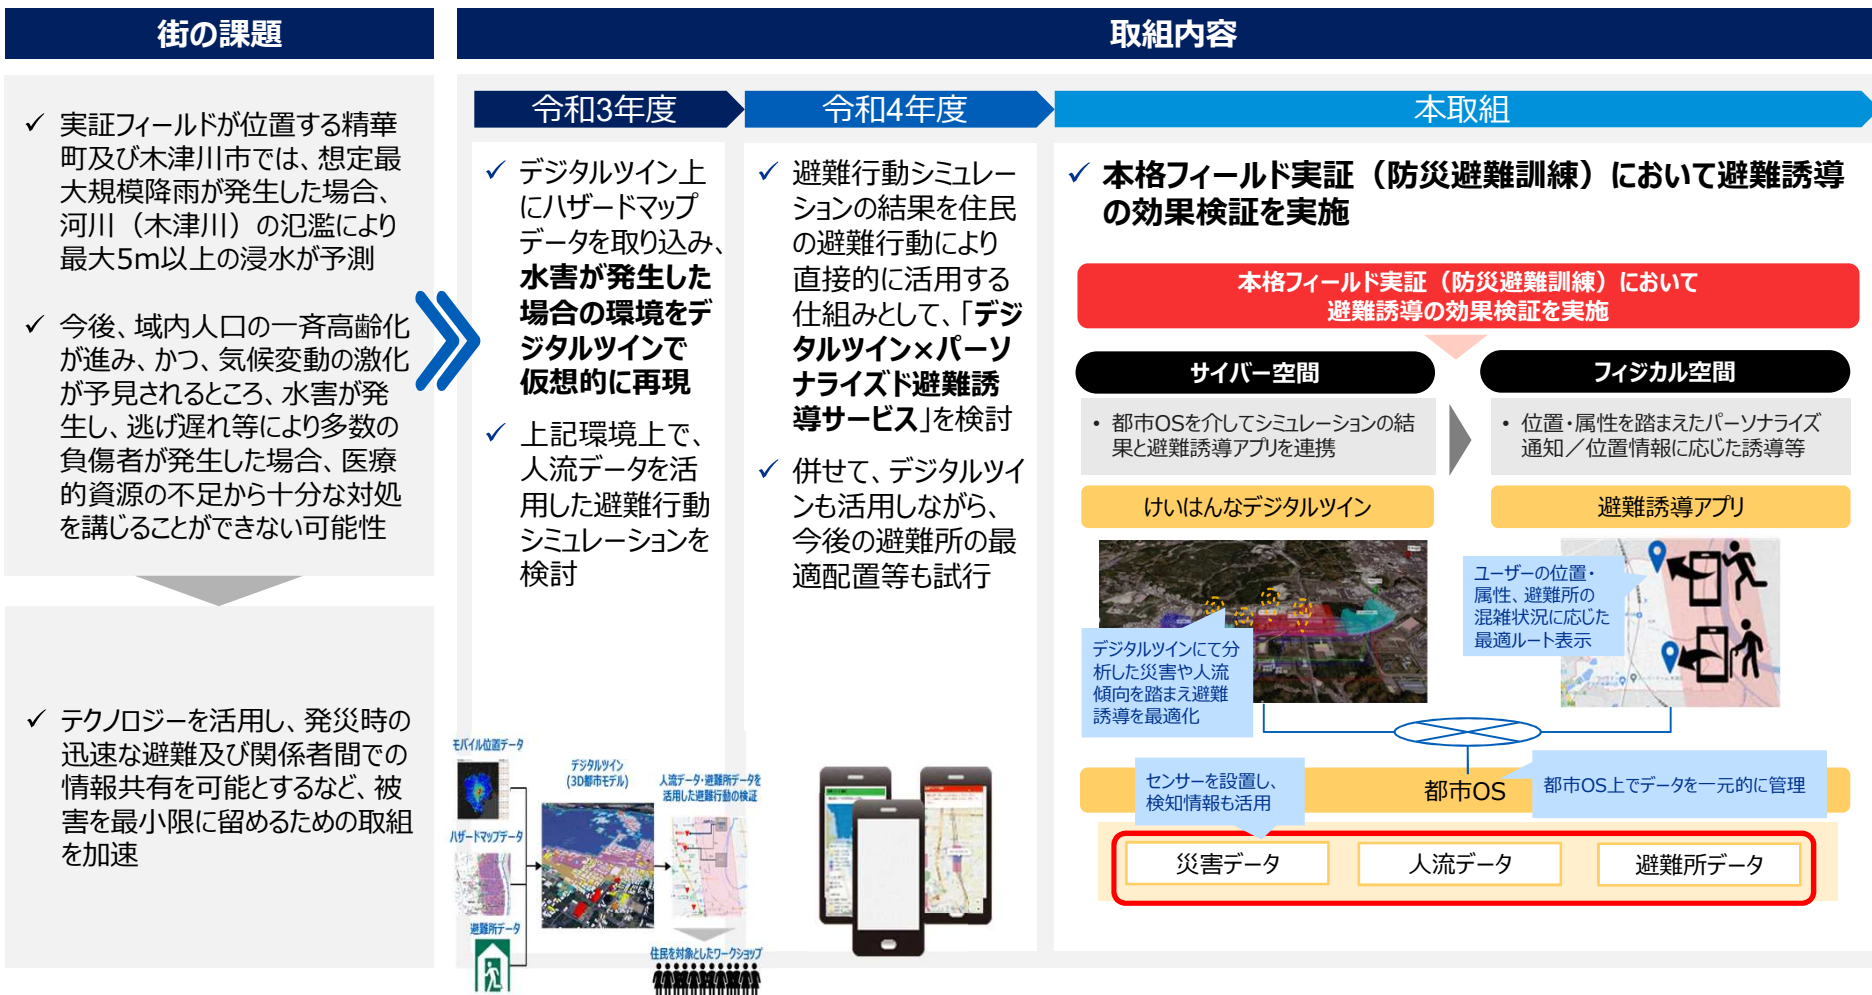 街の課題
✓ 実証フィールドが位置する精華
町及び木津川市では、想定最
大規模降雨が発生した場合、
河川（木津川）の氾濫により
最大5m以上の浸水が予測
✓ 今後、域内人口の一斉高齢化
が進み、かつ、気候変動の激化
が予見されるところ、水害が発
生し、逃げ遅れ等により多数の
負傷者が発生した場合、医療
的資源の不足から十分な対処
を講じることができない可能性
✓ テクノロジーを活用し、発災時の
迅速な避難及び関係者間での
情報共有を可能とするなど、被
害を最小限に留めるための取組
を加速
取組内容
令和3年度
✓ デジタルツイン上
にハザードマップ
データを取り込み、
水害が発生した
場合の環境をデ
ジタルツインで
仮想的に再現
✓ 上記環境上で、
人流データを活
用した避難行動
シミュレーションを
検討
モバイル位置データ
ハザードマップデータ
避難所データ
デジタルツイン
(3D都市モデル)
人流データ・避難所データを
活用した避難行動の検証
住民を対象としたワークショップ
令和4年度
✓ 避難行動シミュレー
ションの結果を住民
の避難行動により
直接的に活用する
仕組みとして、「デジ
タルツイン×パーソ
ナライズド避難誘
導サービス」を検討
✓ 併せて、デジタルツイ
ンも活用しながら、
今後の避難所の最
適配置等も試行
本取組
✓ 本格フィールド実証（防災避難訓練）において避難誘導
の効果検証を実施
本格フィールド実証（防災避難訓練）において
避難誘導の効果検証を実施
サイバー空間
• 都市OSを介してシミュレーションの結
果と避難誘導アプリを連携
けいはんなデジタルツイン
デジタルツインにて分
析した災害や人流
傾向を踏まえ避難
誘導を最適化
フィジカル空間
• 位置・属性を踏まえたパーソナライズ
通知／位置情報に応じた誘導等
避難誘導アプリ
ユーザーの位置・
属性、避難所の
混雑状況に応じた
最適ルート表示
センサーを設置し、
検知情報も活用
都市OS
都市OS上でデータを一元的に管理
災害データ
人流データ
避難所データ